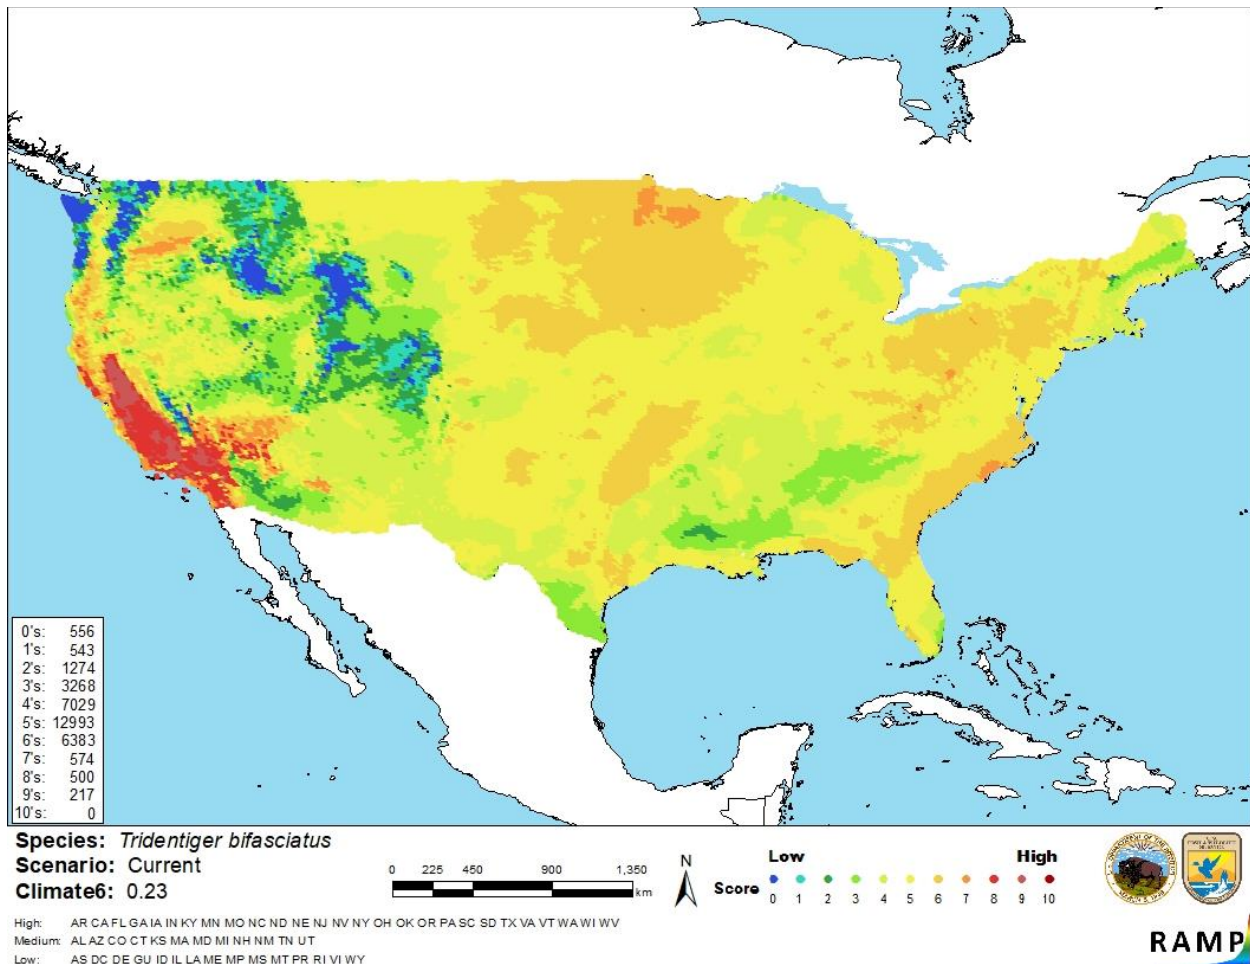 0's: 556
1's: 543
2's: 1274
3's: 3268
4's: 7029
5's: 12993
6's: 6383
7's: 574
8's: 500
9's: 217
10's: 0
Species: Tridentiger bifasciatus
Scenario: Current
Climate6: 0.23
0 225 450 900 1,350
km
N
Low High
Score
0 1 2 3 4 5 6 7 8 9 10
High: AR CA FL GA IA IN KY MN MO NC ND NE NJ NV NY OH OK OR PA SC SD TX VA VT WA WI WV
Medium: AL AZ CO CT KS MA MD MI NH NM TN UT
Low: AS DC DE GU ID IL LA ME MP MS MT PR RI VI WY
RAMP